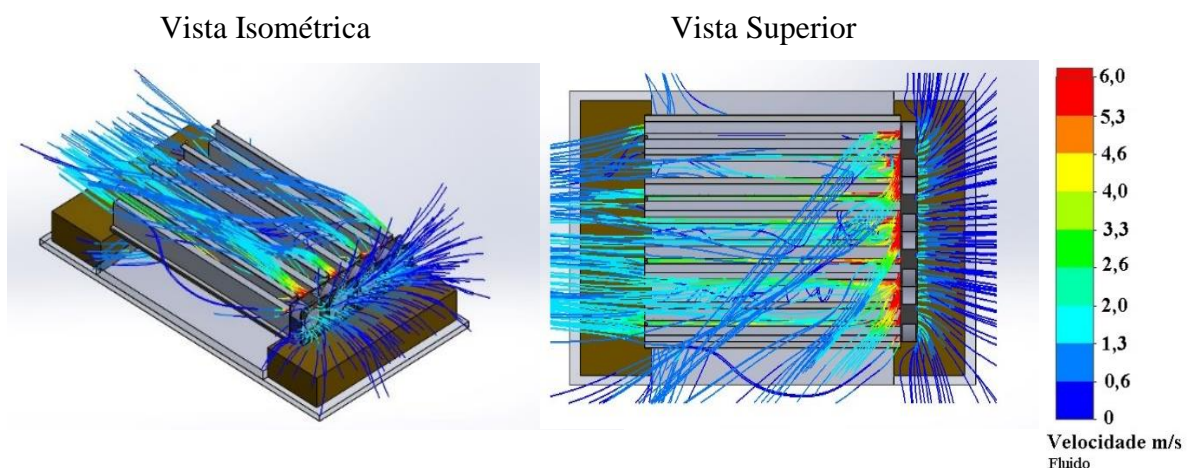 Vista Isométrica
Vista Superior
6,0
5,3
4,6
4,0
3,3
2,6
2,0
1,3
0,6
0
Velocidade m/s
Fluido